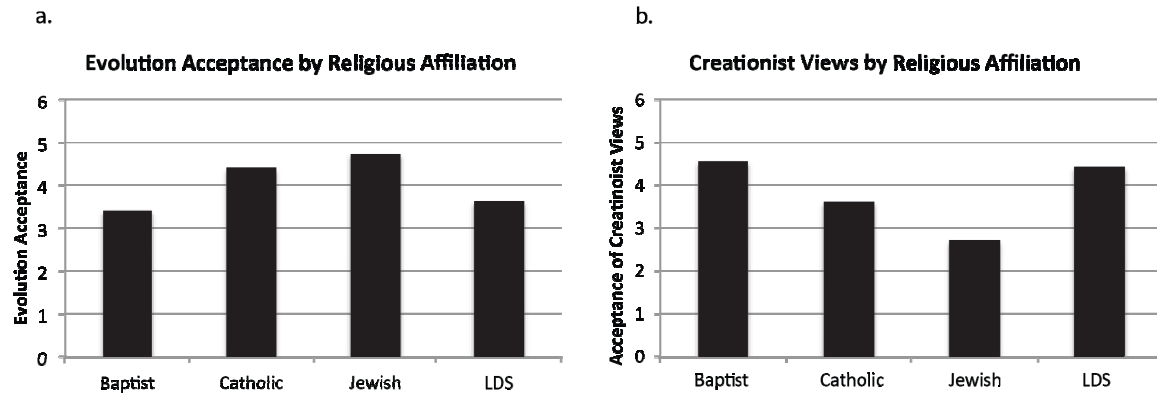 a.
Evolution Acceptance by Religious Affiliation
6
5
4
3
2
1
0
Evolution Acceptance
Baptist Catholic Jewish LDS
b.
Creationist Views by Religious Affiliation
6
5
4
3
2
1
0
Acceptance of Creatinoist Views
Baptist Catholic Jewish LDS